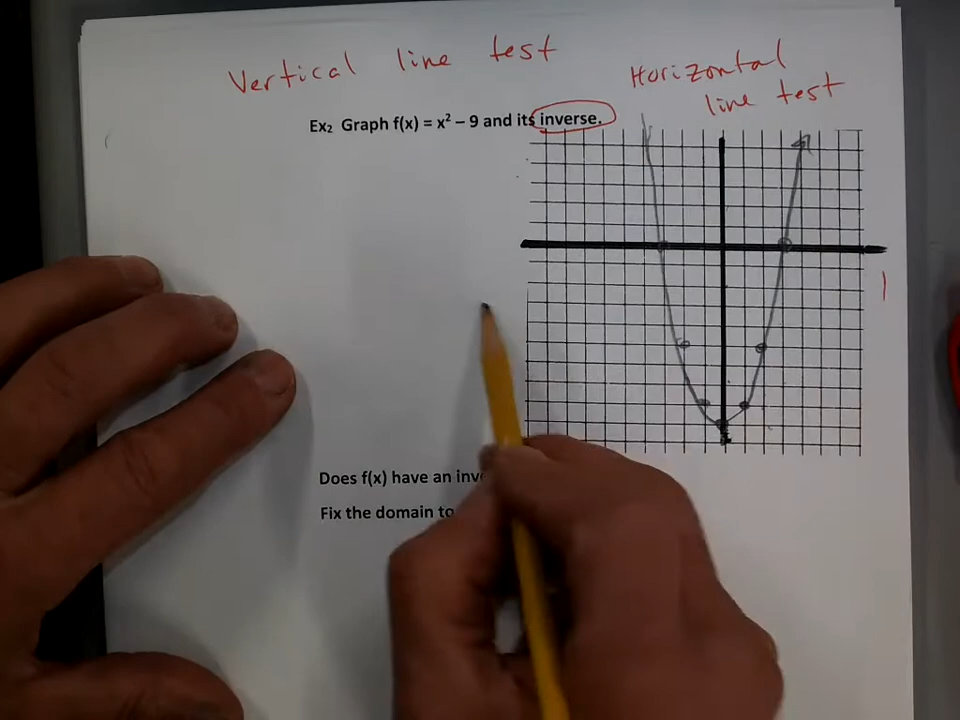 Vertical line test
Horizontal
line test
Ex₂ Graph f(x) = x² – 9 and its inverse.
Does f(x) have an
Fix the domain to